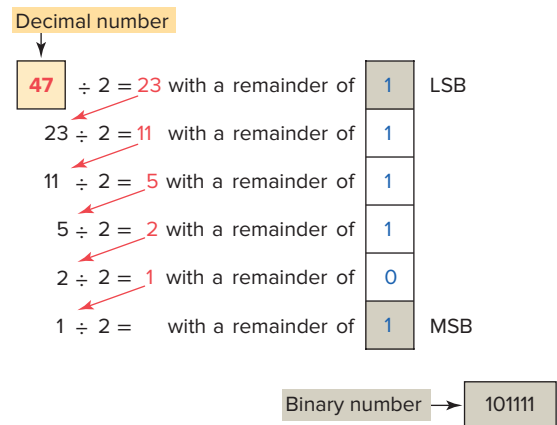 Decimal number
47 ÷ 2 = 23 with a remainder of 1 LSB
23 ÷ 2 = 11 with a remainder of 1
11 ÷ 2 = 5 with a remainder of 1
5 ÷ 2 = 2 with a remainder of 1
2 ÷ 2 = 1 with a remainder of 0
1 ÷ 2 = with a remainder of 1 MSB
Binary number 101111